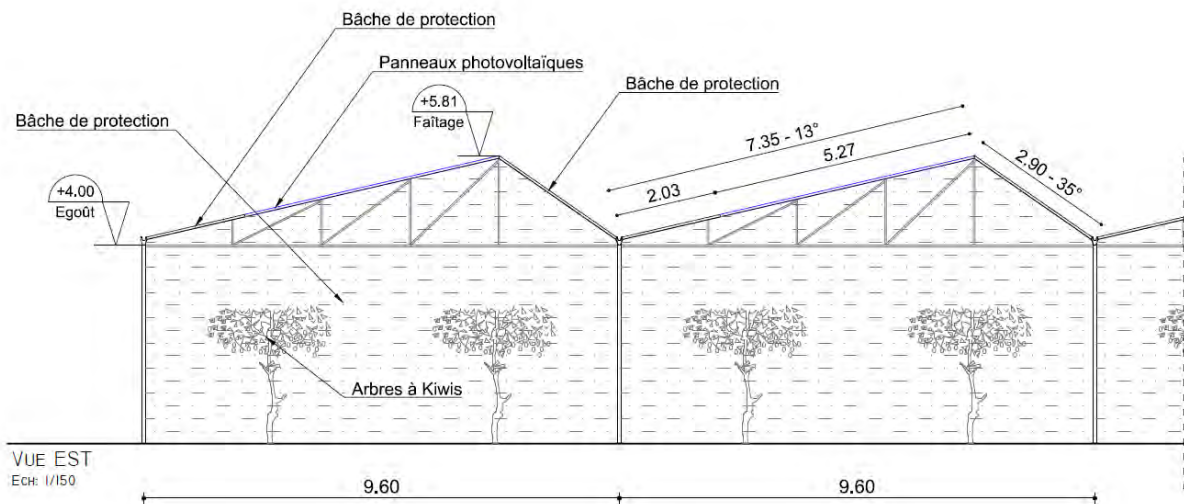 Bâche de protection
Panneaux photovoltaïques
Bâche de protection
Bâche de protection
+5.81
Faîtage
+4.00
Egoût
7.35 - 13°
5.27
2.03
2.90 - 35°
Arbres à Kiwis
VUE EST
ECH: 1/150
9.60
9.60